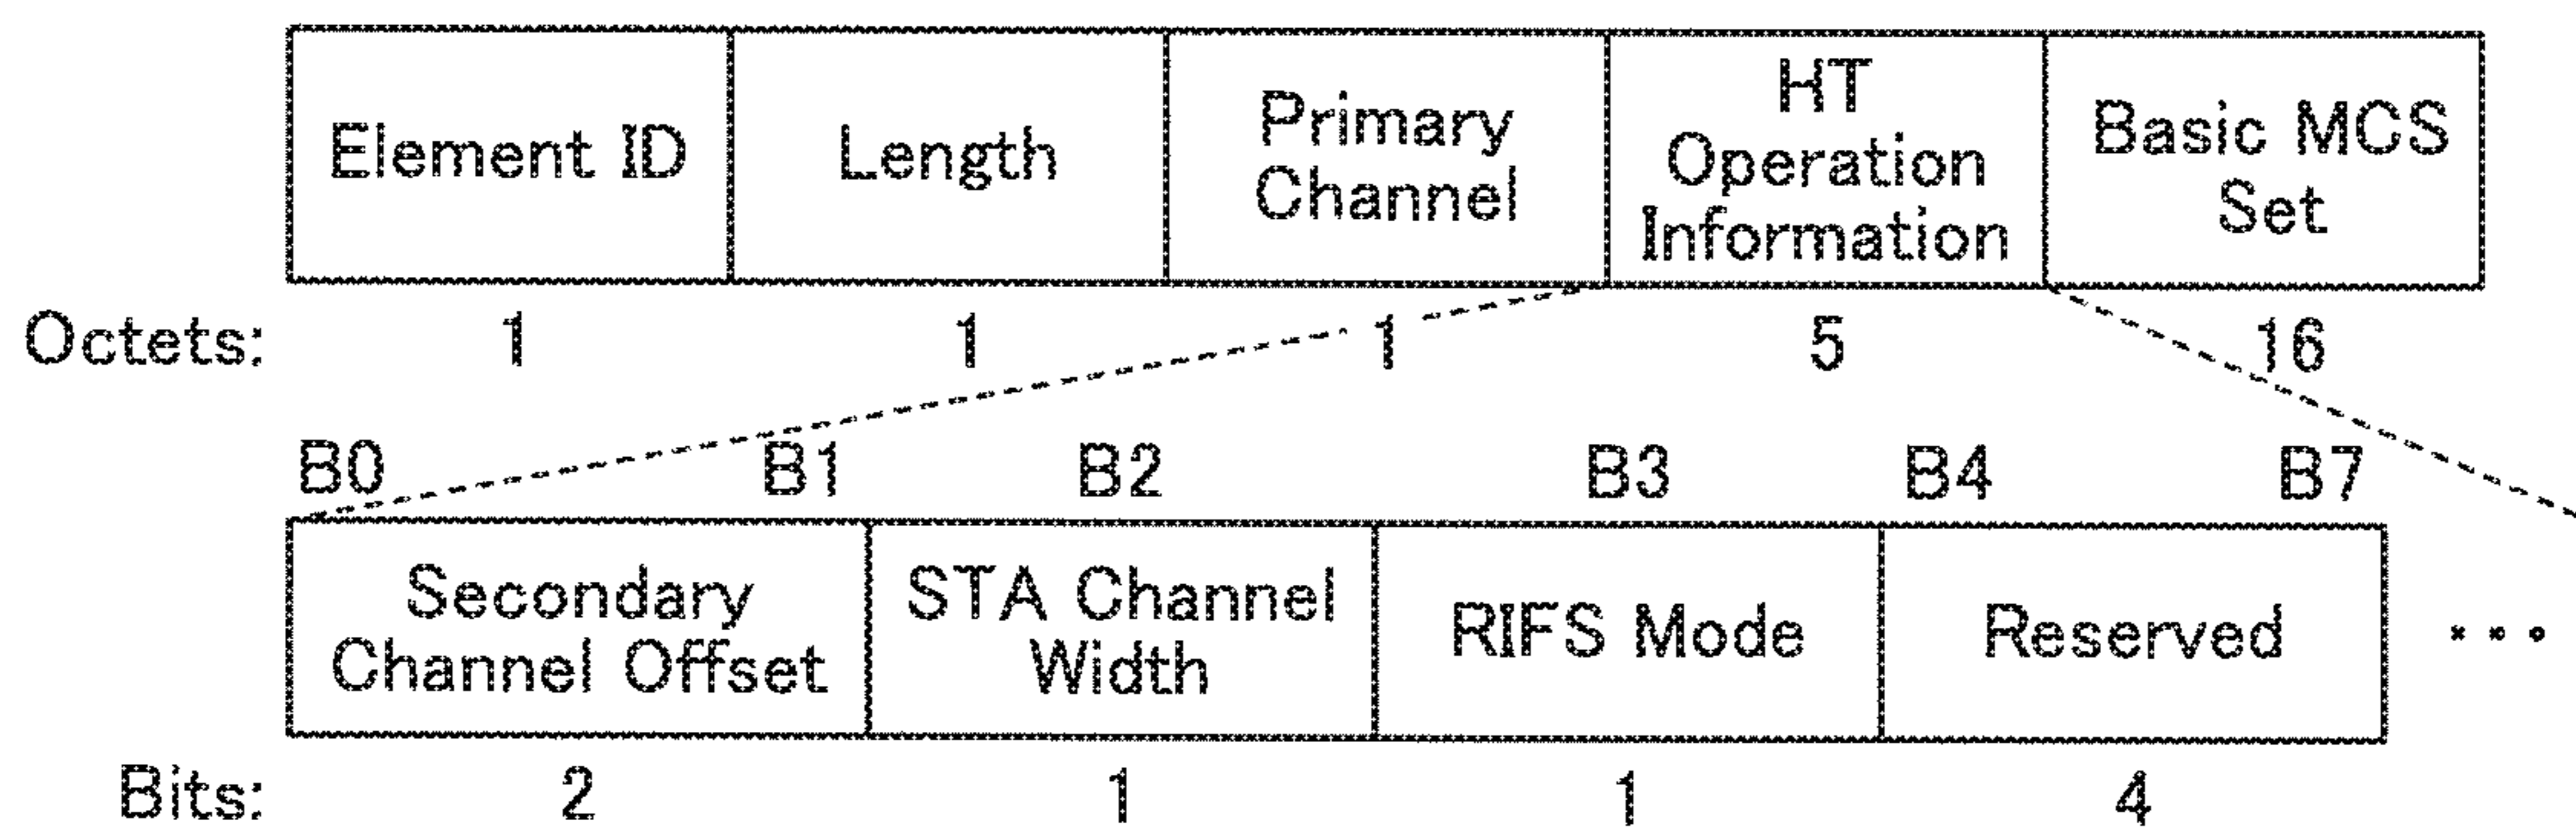 Element ID
Length
Primary
Channel
HT
Operation
Information
Basic MCS
Set
Octets: 1 1 1 5 16
B0 B1 B2 B3 B4 B7
Secondary
Channel Offset
STA Channel
Width
RIFS Mode
Reserved
...
Bits: 2 1 1 4